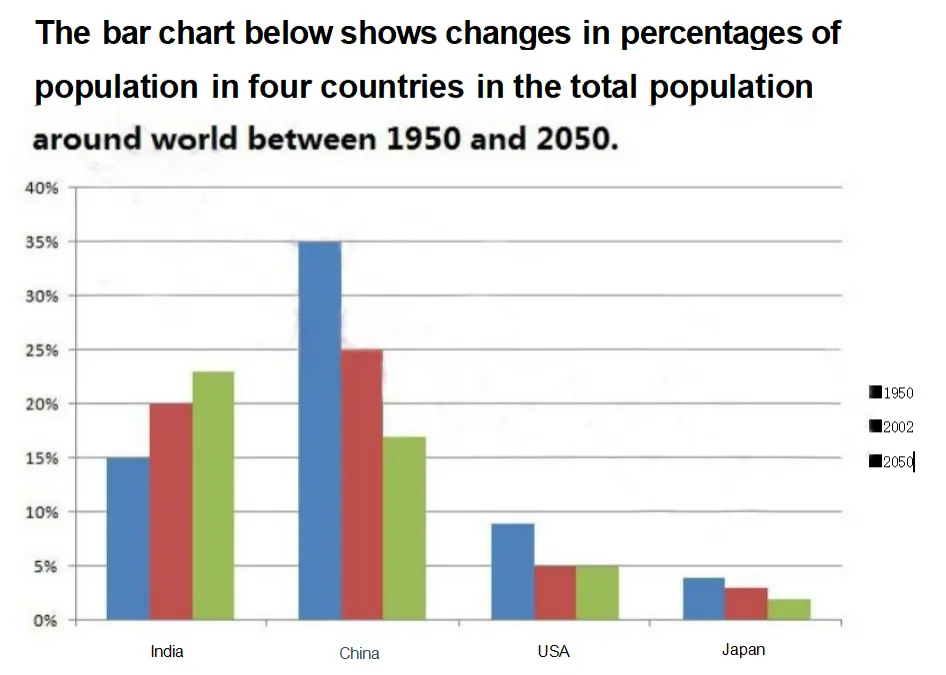 The bar chart below shows changes in percentages of
population in four countries in the total population
around world between 1950 and 2050.
40%
35%
30%
25%
20%
15%
10%
5%
0%
India
China
USA
Japan
1950
2002
2050